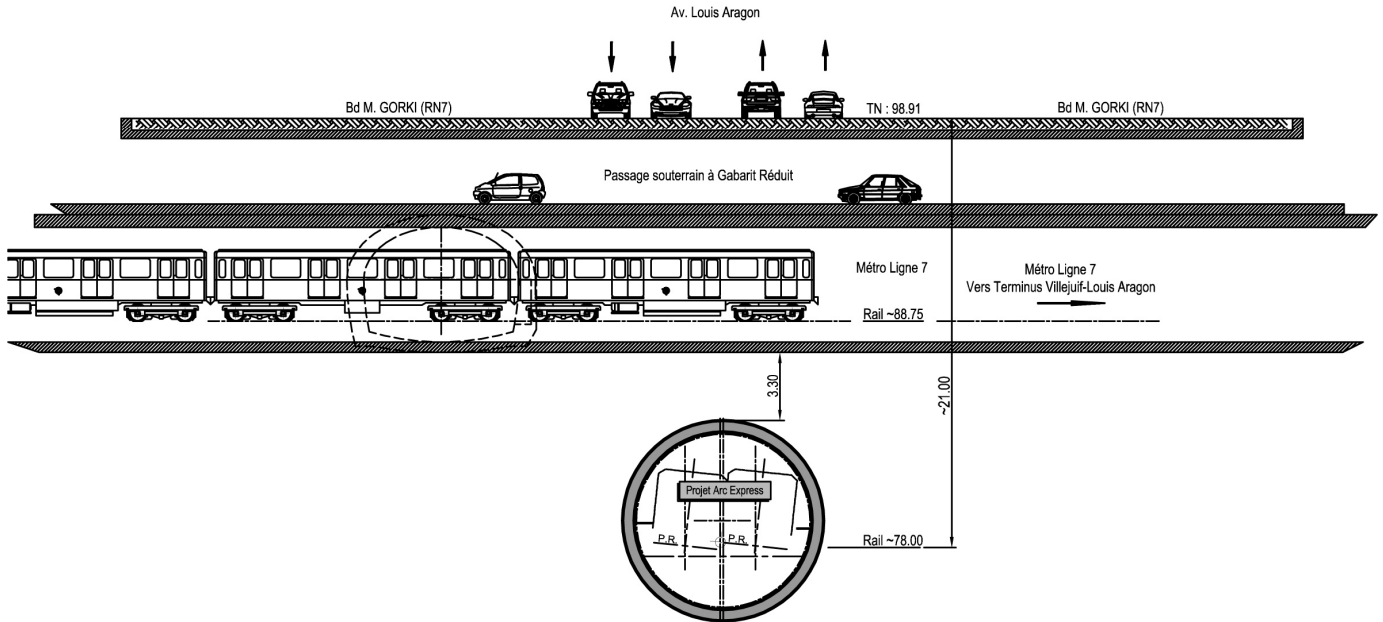 Av. Louis Aragon
Bd M. GORKI (RN7)
TN : 98.91
Bd M. GORKI (RN7)
Passage souterrain à Gabarit Réduit
Métro Ligne 7
Métro Ligne 7
Vers Terminus Villejuif-Louis Aragon
Rail ~88.75
3.30
~21.00
Projet Arc Express
P.R.
P.R.
Rail ~78.00